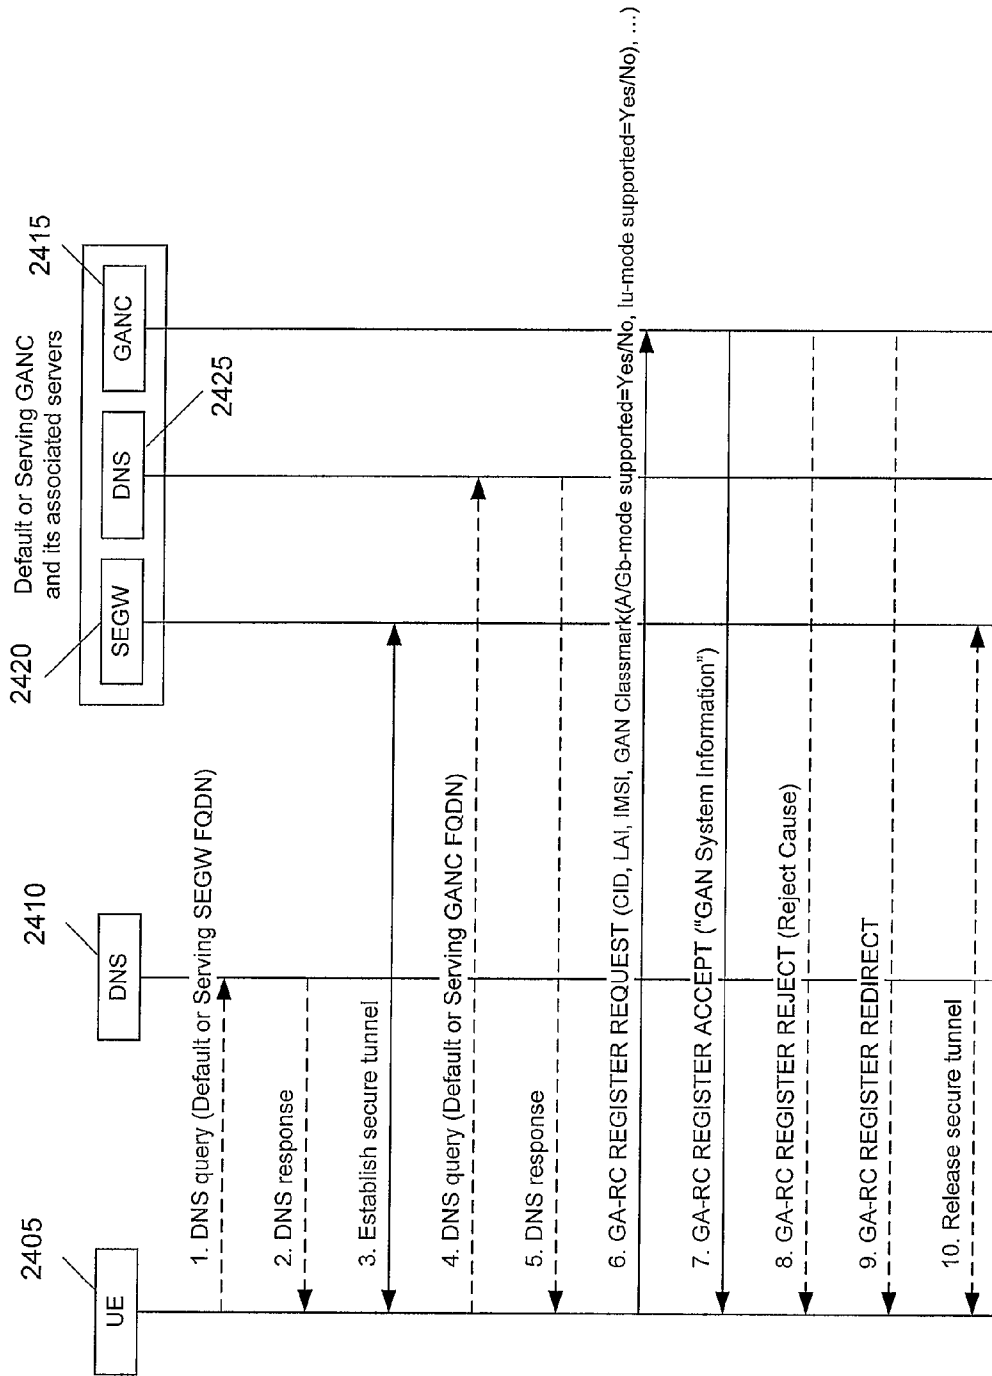 Default or Serving GANC
and its associated servers
2405
2410
2420
2425
2415
UE
DNS
SEGW
DNS
GANC
1. DNS query (Default or Serving SEGW FQDN)
2. DNS response
3. Establish secure tunnel
4. DNS query (Default or Serving GANC FQDN)
5. DNS response
6. GA-RC REGISTER REQUEST (CID, LAI, IMSI, GAN Classmark(A/Gb-mode supported=Yes/No, Iu-mode supported=Yes/No), …)
7. GA-RC REGISTER ACCEPT (“GAN System Information”)
8. GA-RC REGISTER REJECT (Reject Cause)
9. GA-RC REGISTER REDIRECT
10. Release secure tunnel